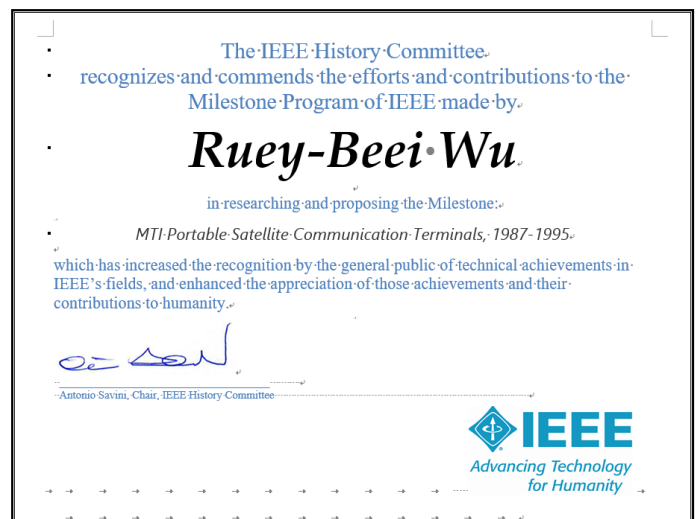 The IEEE History Committee
recognizes and commends the efforts and contributions to the
Milestone Program of IEEE made by
Ruey-Beei Wu
in researching and proposing the Milestone:
MTI Portable Satellite Communication Terminals, 1987-1995
which has increased the recognition by the general public of technical achievements in
IEEE's fields, and enhanced the appreciation of those achievements and their
contributions to humanity.
Antonio Savini, Chair, IEEE History Committee
IEEE
Advancing Technology
for Humanity